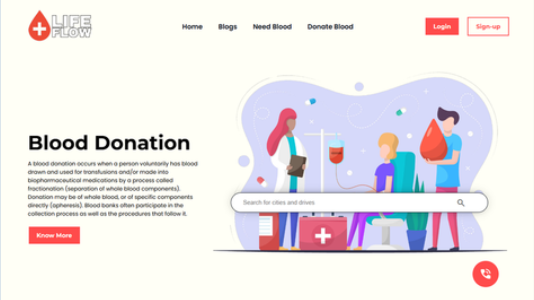 LIFE
FLOW
Home Blogs Need Blood Donate Blood
Login Sign-up
Blood Donation
A blood donation occurs when a person voluntarily has blood
drawn and used for transfusions and/or made into
biopharmaceutical medications by a process called
fractionation (separation of whole blood components).
Donation may be of whole blood, or of specific components
directly (apheresis). Blood banks often participate in the
collection process as well as the procedures that follow it.
Search for cities and drives
Know More